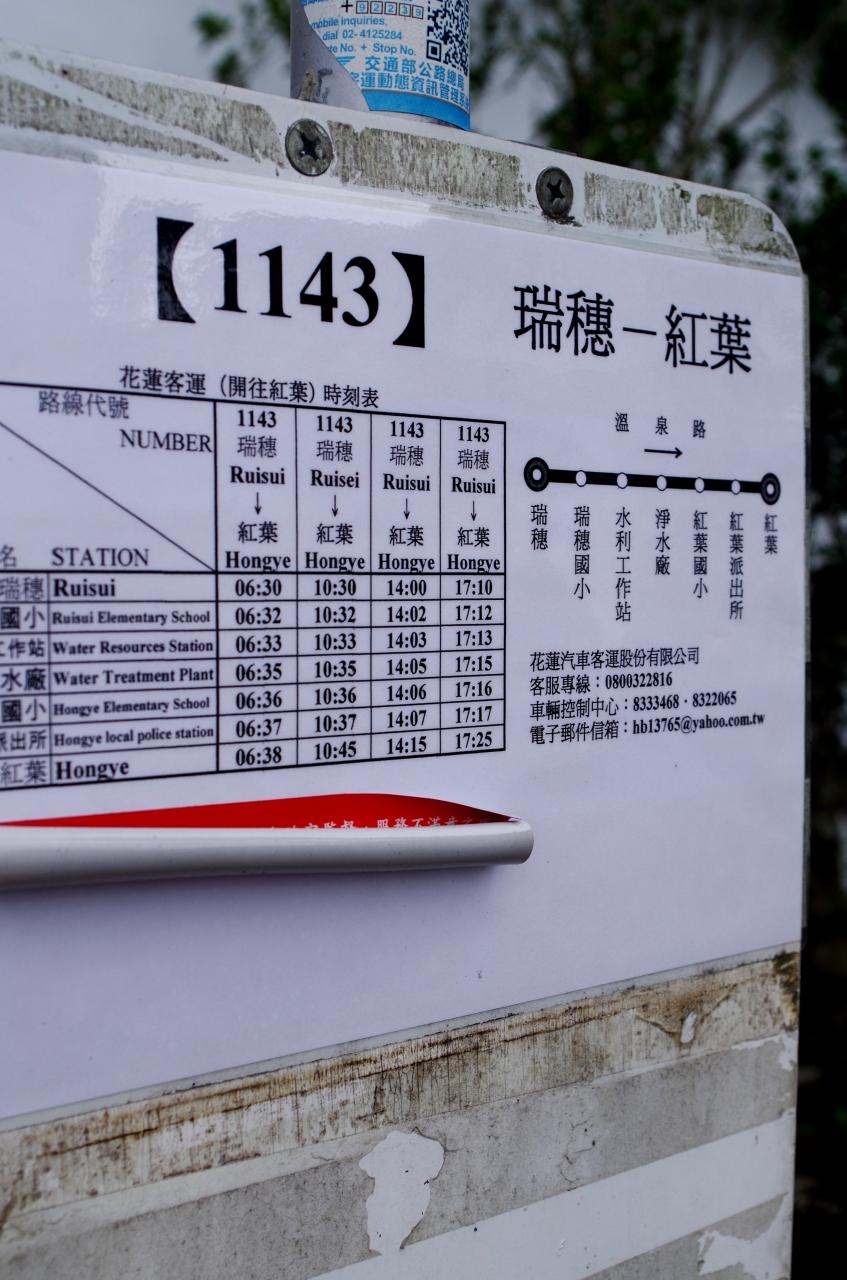 +92239
mobile inquiries,
dial 02-4125284
te No. + Stop No.
交通部公路總局
客運動態資訊管理系
【1143】 瑞穗－紅葉
花蓮客運（開往紅葉）時刻表
路線代號
NUMBER
名 STATION
1143 瑞穗 Ruisui ↓ 紅葉 Hongye
1143 瑞穗 Ruisei ↓ 紅葉 Hongye
1143 瑞穗 Ruisui ↓ 紅葉 Hongye
1143 瑞穗 Ruisui ↓ 紅葉 Hongye
瑞穗 Ruisui 06:30 10:30 14:00 17:10
國小 Ruisui Elementary School 06:32 10:32 14:02 17:12
工作站 Water Resources Station 06:33 10:33 14:03 17:13
水廠 Water Treatment Plant 06:35 10:35 14:05 17:15
國小 Hongye Elementary School 06:36 10:36 14:06 17:16
派出所 Hongye local police station 06:37 10:37 14:07 17:17
紅葉 Hongye 06:38 10:45 14:15 17:25
溫泉路
→
瑞穗
瑞穗國小
水利工作站
淨水廠
紅葉國小
紅葉派出所
紅葉
花蓮汽車客運股份有限公司
客服專線：0800322816
車輛控制中心：8333468．8322065
電子郵件信箱：hb13765@yahoo.com.tw
監督，服務不滿